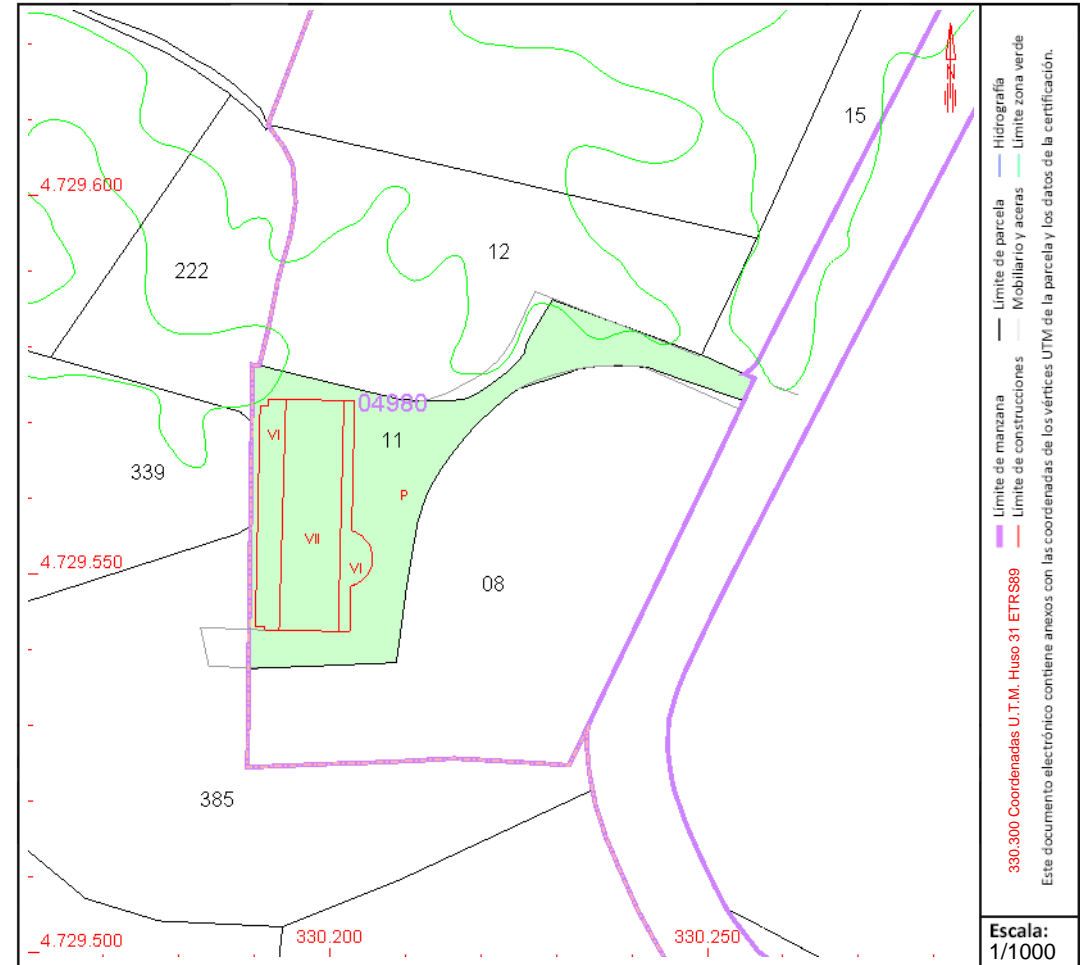 15
4.729.600
12
222
04980
11
VI
339
P
VII
4.729.550
VI
08
385
4.729.500
330.200
330.250
N
Límite de manzana
Límite de parcela
Hidrografía
Límite de construcciones
Mobiliario y aceras
Límite zona verde
330.300 Coordenadas U.T.M. Huso 31 ETRS89
Este documento electrónico contiene anexos con las coordenadas de los vértices UTM de la parcela y los datos de la certificación.
Escala:
1/1000